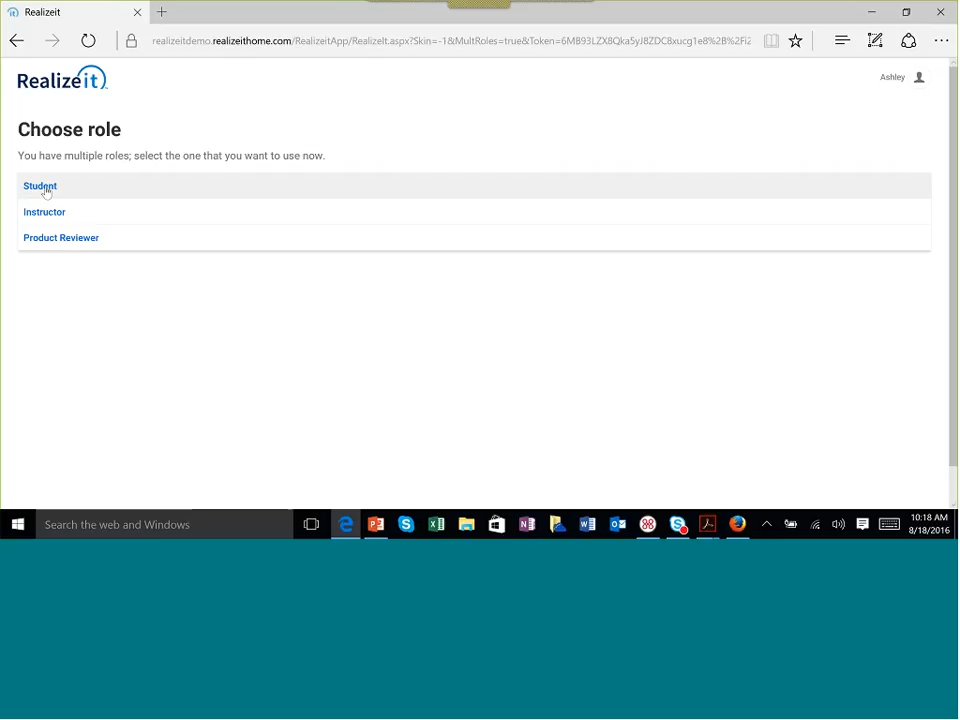 Realizeit
realizeitdemo.realizeithome.com/RealizeitApp/RealizeIt.aspx?Skin=-1&MultRoles=true&Token=6MB93LZX8Qka5yJ8ZDC8xucg1e8%2B%2Fi2
Realizeit
Ashley
Choose role
You have multiple roles; select the one that you want to use now.
Student
Instructor
Product Reviewer
Search the web and Windows
10:18 AM
8/18/2016